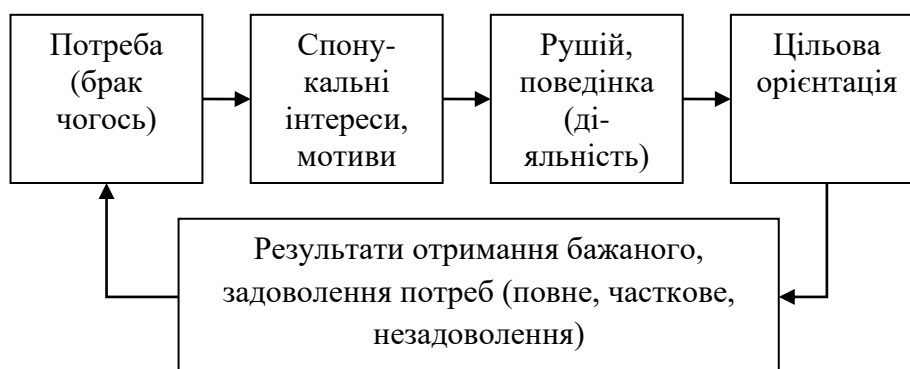 Потреба
(брак
чогось)
Спону-
кальні
інтереси,
мотиви
Рушій,
поведінка
(ді-
яльність)
Цільова
орієнтація
Результати отримання бажаного,
задоволення потреб (повне, часткове,
незадоволення)